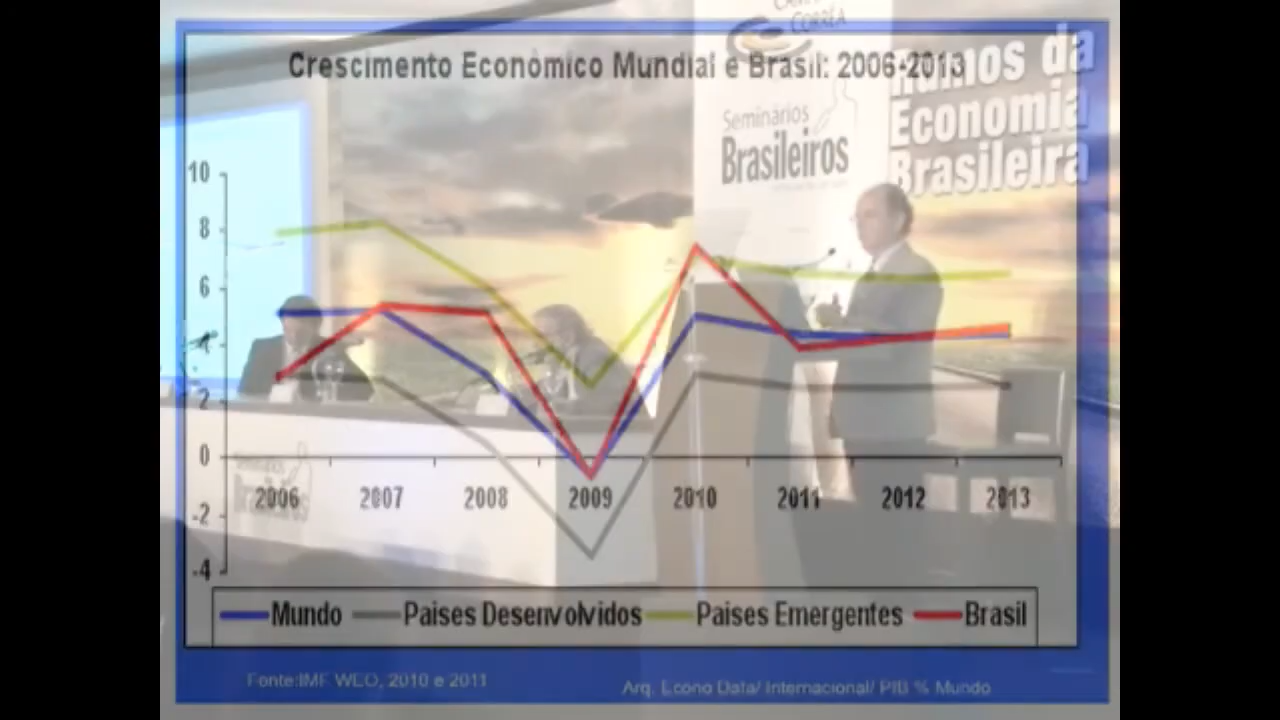 Crescimento Econômico Mundial e Brasil: 2006-2013
CORRÊA
Rumos da
Economia
Brasileira
Seminários
Brasileiros
10
8
6
4
2
0
-2
-4
2006 2007 2008 2009 2010 2011 2012 2013
Mundo Paises Desenvolvidos Paises Emergentes Brasil
Fonte:IMF WEO, 2010 e 2011
Arq. Econo Data/ Internacional/ PIB % Mundo